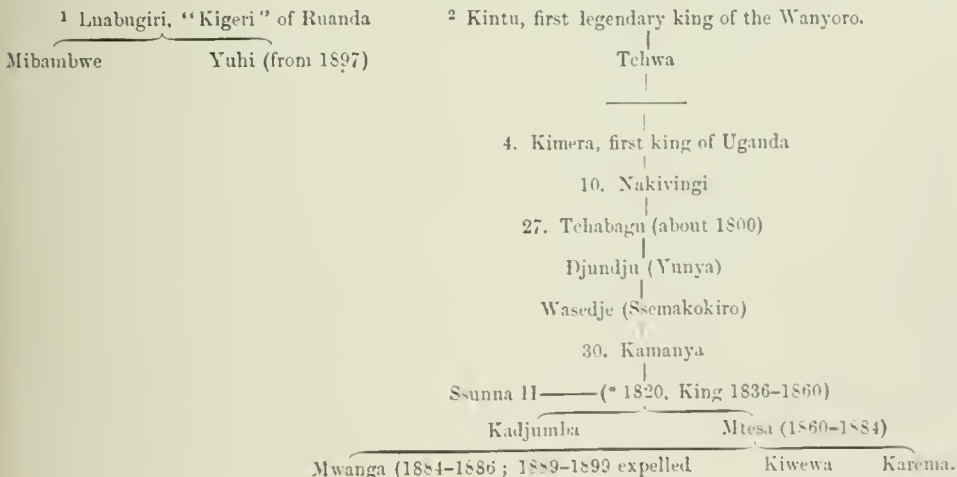 ¹ Luabugiri, “Kigeri” of Ruanda
Mibambwe Yuhi (from 1897)
² Kintu, first legendary king of the Wanyoro.
Tchwa
4. Kimera, first king of Uganda
10. Nakivingi
27. Tchabagu (about 1800)
Djundju (Yunya)
Wasedje (Ssemakokiro)
30. Kamanya
Ssunna II—(* 1820, King 1836–1860)
Kadjumba Mtesa (1860–1884)
Mwanga (1884–1886; 1889–1899 expelled Kiwewa Karema.